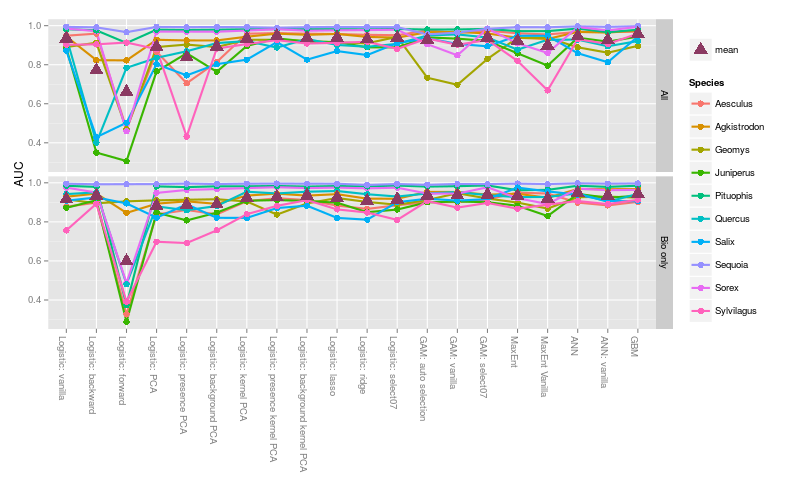 AUC
1.0
0.8
0.6
0.4
All
1.0
0.8
0.6
0.4
Bio only
Logistic: vanilla
Logistic: backward
Logistic: forward
Logistic: PCA
Logistic: presence PCA
Logistic: background PCA
Logistic: kernel PCA
Logistic: presence kernel PCA
Logistic: background kernel PCA
Logistic: lasso
Logistic: ridge
Logistic: select07
GAM: auto selection
GAM: vanilla
GAM: select07
MaxEnt
MaxEnt Vanilla
ANN
ANN: vanilla
GBM
mean
Species
Aesculus
Agkistrodon
Geomys
Juniperus
Pituophis
Quercus
Salix
Sequoia
Sorex
Sylvilagus